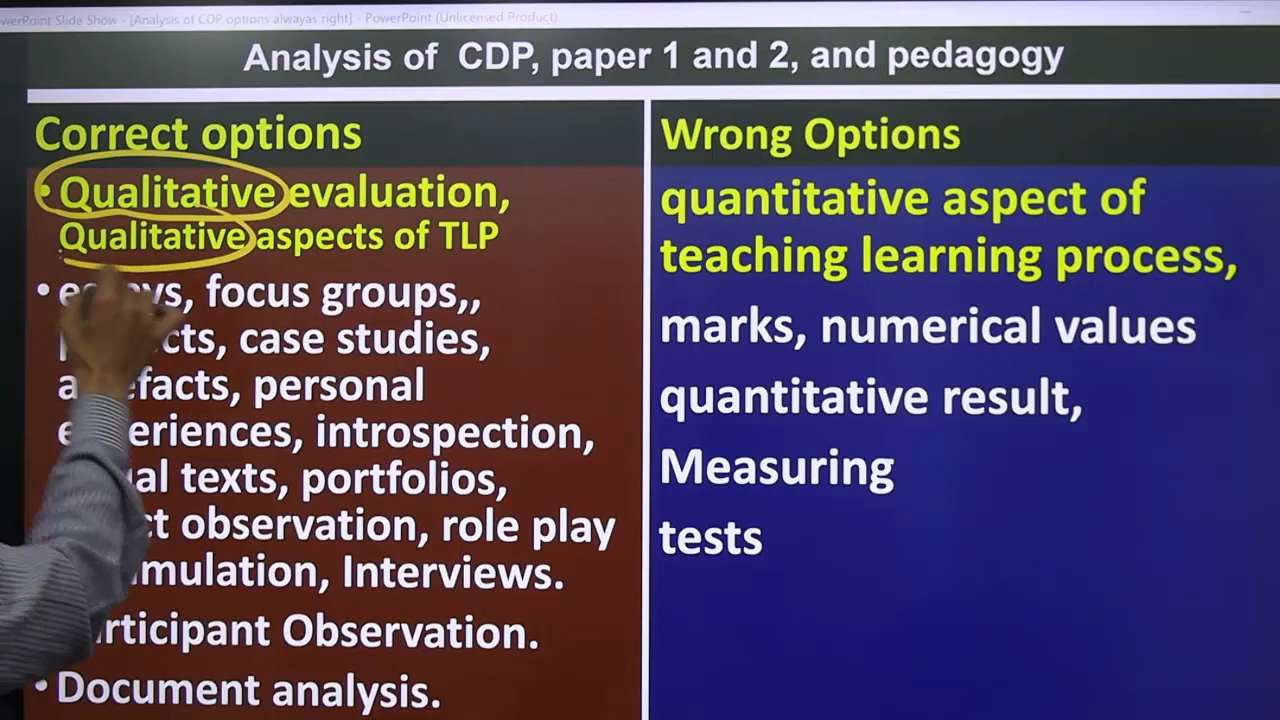 PowerPoint Slide Show - [Analysis of CDP options alwayas right] - PowerPoint (Unlicensed Product)
Analysis of CDP, paper 1 and 2, and pedagogy
Correct options
• Qualitative evaluation,
Qualitative aspects of TLP
• focus groups,,
case studies,
personal
introspection,
texts, portfolios,
observation, role play
Interviews.
Observation.
• Document analysis.
Wrong Options
quantitative aspect of
teaching learning process,
marks, numerical values
quantitative result,
Measuring
tests